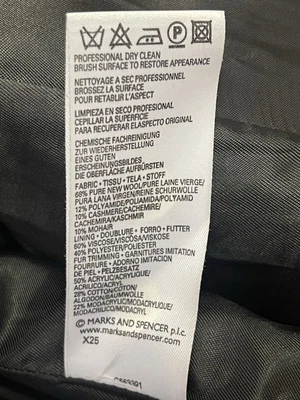 PROFESSIONAL DRY CLEAN
BRUSH SURFACE TO RESTORE APPEARANCE
NETTOYAGE A SEC PROFESSIONNEL
BROSSEZ LA SURFACE
POUR RETABLIR L'ASPECT
LIMPIEZA EN SECO PROFESIONAL
CEPILLAR LA SUPERFICIE
PARA RECUPERAR ELASPECTO ORIGINAL
CHEMISCHE FACHREINIGUNG
ZUR WIEDERHERSTELLUNG
EINES GUTEN
ERSCHEINUNGSBILDES
DIE OBERFLÄCHE AUFBÜRSTEN
FABRIC • TISSU • TELA • STOFF
68% PURE NEW WOOL/PURE LAINE VIERGE/
PURA LANA VIRGEN/REINE SCHURWOLLE
12% POLYAMIDE/POLIAMIDA/POLYAMID
10% CASHMERE/CACHEMIRE/
CACHEMIRA/KASCHMIR
10% MOHAIR
LINING • DOUBLURE • FORRO • FUTTER
60% VISCOSE/VISCOSA/VISKOSE
40% POLYESTER/POLIESTER
FUR TRIMMING • GARNITURES IMITATION
FOURRURE • ADORNO IMITACION
DE PIEL • PELZBESATZ
50% ACRYLIC/ACRYLIQUE/
ACRILICO/ACRYL
28% COTTON/COTON/
ALGODON/BAUMWOLLE
22% MODACRYLIC/MODACRYLIQUE/
MODACRILICO/MODACRYL
© MARKS AND SPENCER p.l.c.
www.marksandspencer.com
X25